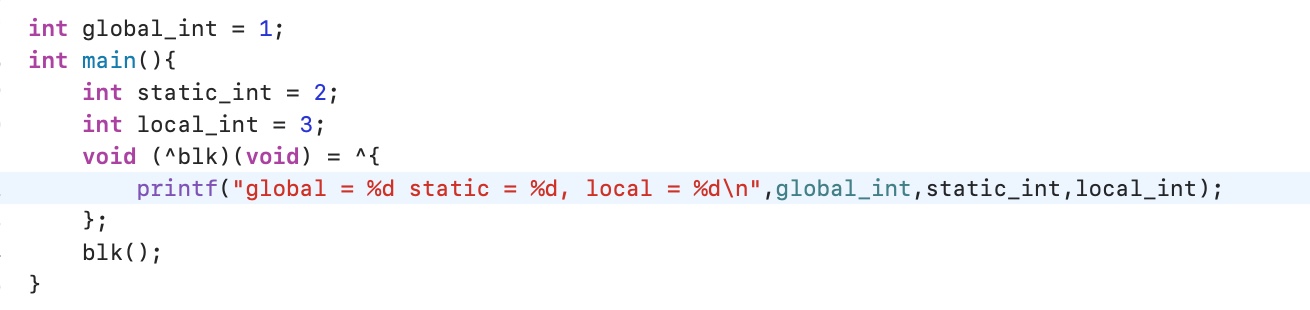 int global_int = 1;
int main(){
    int static_int = 2;
    int local_int = 3;
    void (^blk)(void) = ^{
        printf("global = %d static = %d, local = %d\n",global_int,static_int,local_int);
    };
    blk();
}